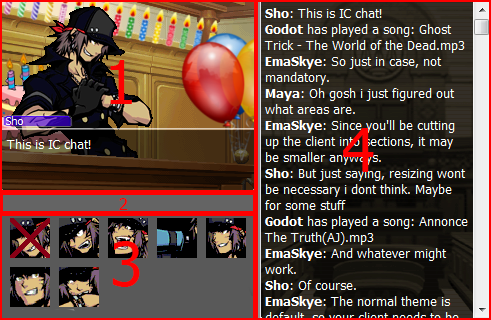 1
Sho
This is IC chat!
2
3
4
Sho: This is IC chat!
Godot has played a song: Ghost
Trick - The World of the Dead.mp3
EmaSkye: So just in case, not
mandatory.
Maya: Oh gosh i just figured out
what areas are.
EmaSkye: Since you'll be cutting
up the client into sections, it may
be smaller anyways.
Sho: But just saying, resizing wont
be necessary i dont think. Maybe
for some stuff
Godot has played a song: Annonce
The Truth(AJ).mp3
EmaSkye: And whatever might
work.
Sho: Of course.
EmaSkye: The normal theme is
default, so your client needs to be